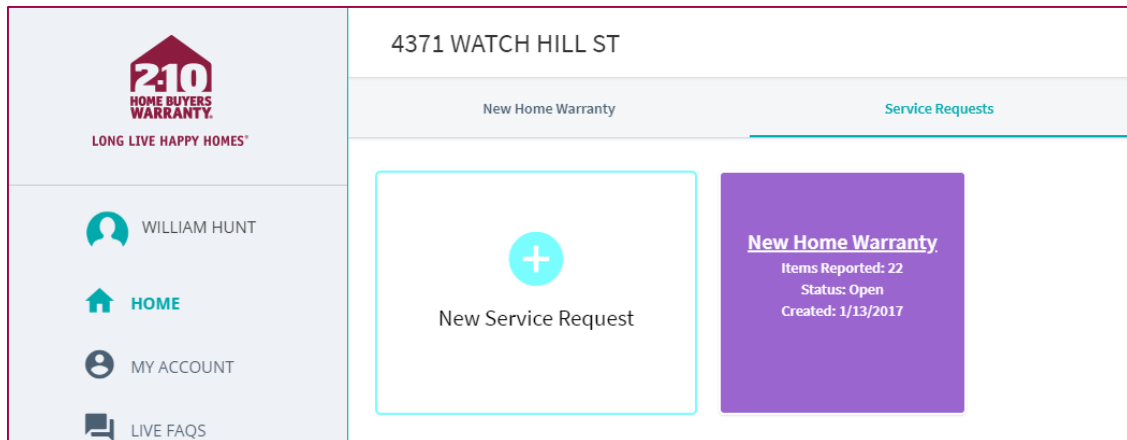 2-10
HOME BUYERS
WARRANTY.
LONG LIVE HAPPY HOMES®
WILLIAM HUNT
HOME
MY ACCOUNT
LIVE FAQS
4371 WATCH HILL ST
New Home Warranty
Service Requests
New Service Request
New Home Warranty
Items Reported: 22
Status: Open
Created: 1/13/2017